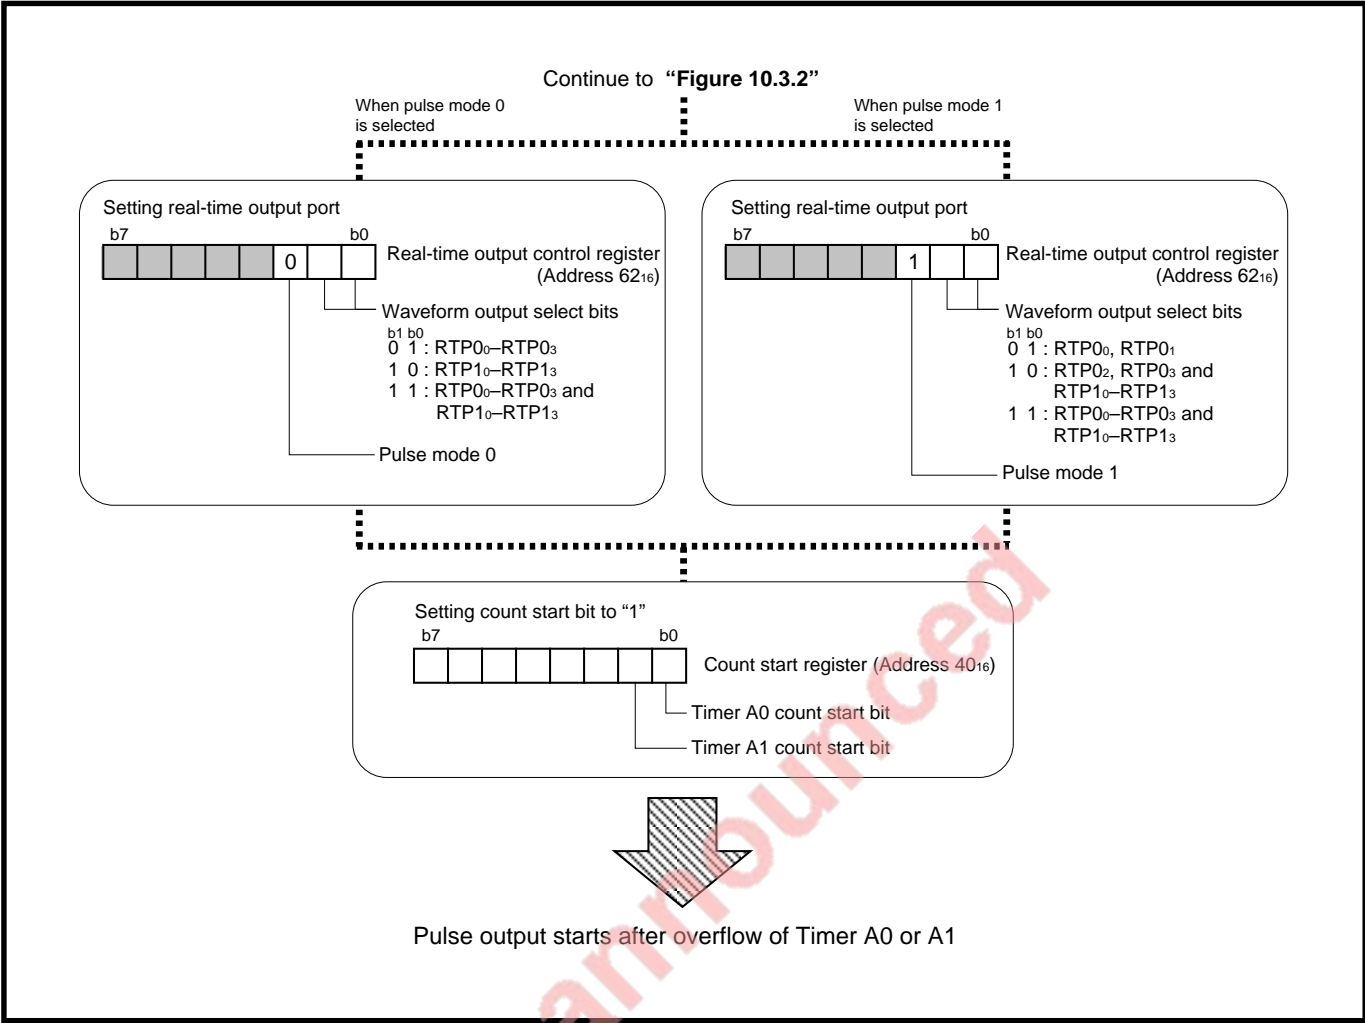 Continue to “Figure 10.3.2”
When pulse mode 0
is selected
When pulse mode 1
is selected
Setting real-time output port
b7 b0
0
Real-time output control register
(Address 62₁₆)
Waveform output select bits
b1 b0
0 1 : RTP0₀–RTP0₃
1 0 : RTP1₀–RTP1₃
1 1 : RTP0₀–RTP0₃ and
RTP1₀–RTP1₃
Pulse mode 0
Setting real-time output port
b7 b0
1
Real-time output control register
(Address 62₁₆)
Waveform output select bits
b1 b0
0 1 : RTP0₀, RTP0₁
1 0 : RTP0₂, RTP0₃ and
RTP1₀–RTP1₃
1 1 : RTP0₀–RTP0₃ and
RTP1₀–RTP1₃
Pulse mode 1
Setting count start bit to “1”
b7 b0
Count start register (Address 40₁₆)
Timer A0 count start bit
Timer A1 count start bit
Pulse output starts after overflow of Timer A0 or A1
announced